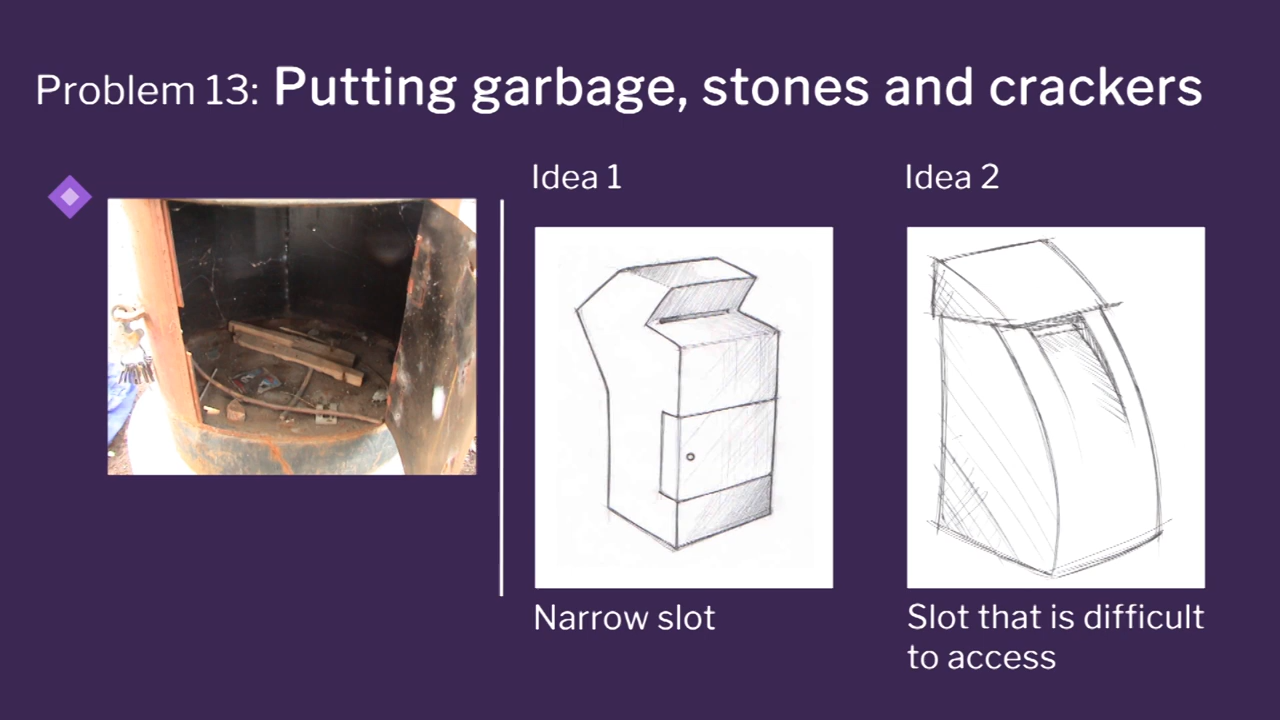 Problem 13: Putting garbage, stones and crackers
Idea 1
Idea 2
Narrow slot
Slot that is difficult
to access